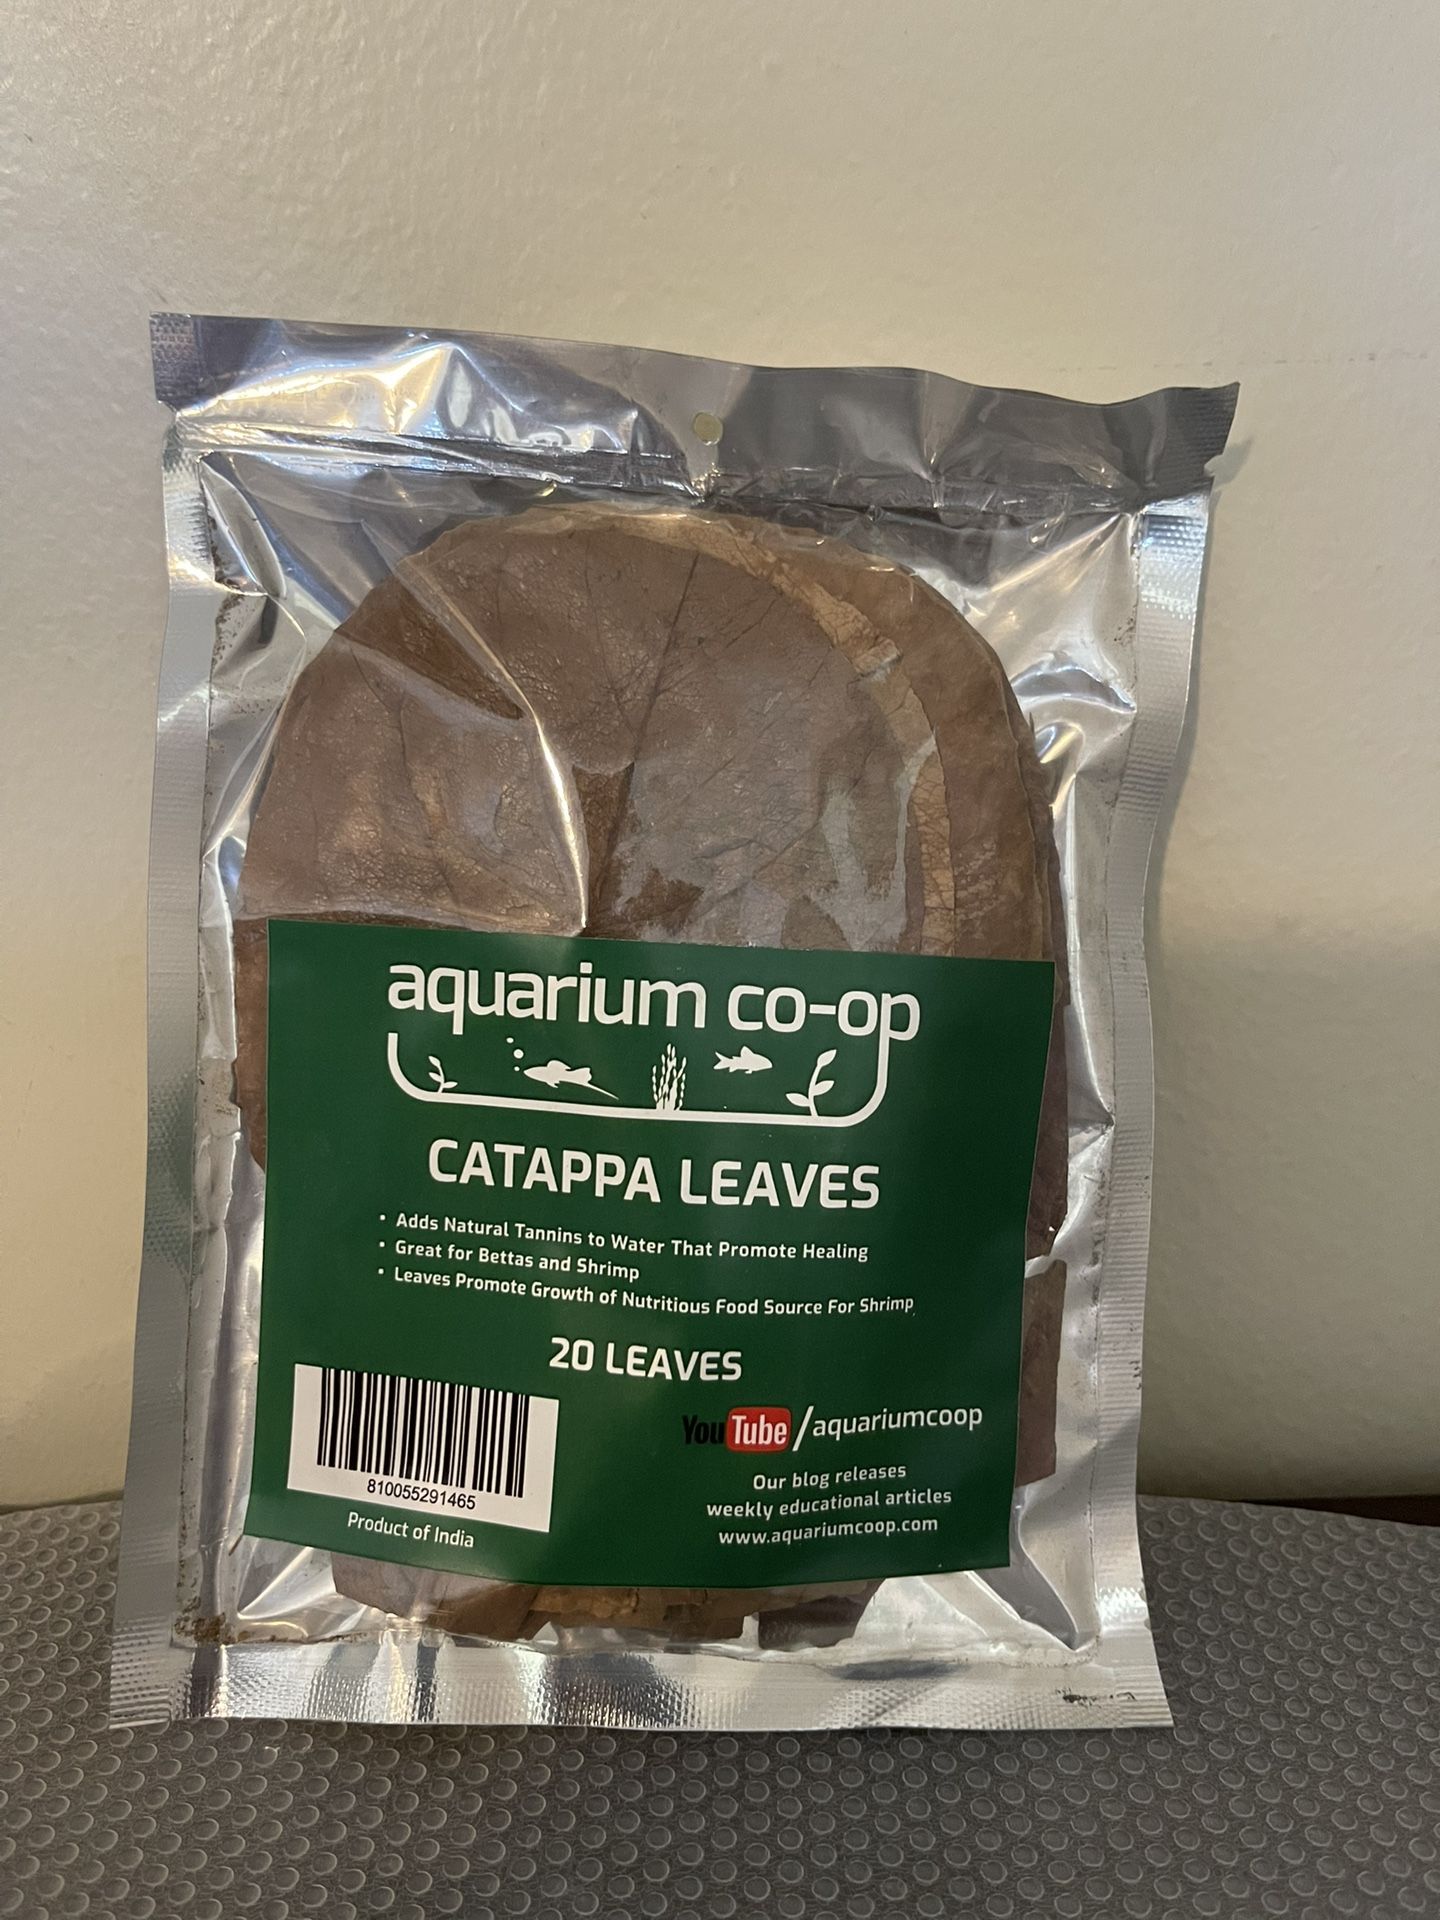 aquarium co-op
CATAPPA LEAVES
• Adds Natural Tannins to Water That Promote Healing
• Great for Bettas and Shrimp
• Leaves Promote Growth of Nutritious Food Source For Shrimp
20 LEAVES
810055291465
Product of India
YouTube/aquariumcoop
Our blog releases
weekly educational articles
www.aquariumcoop.com